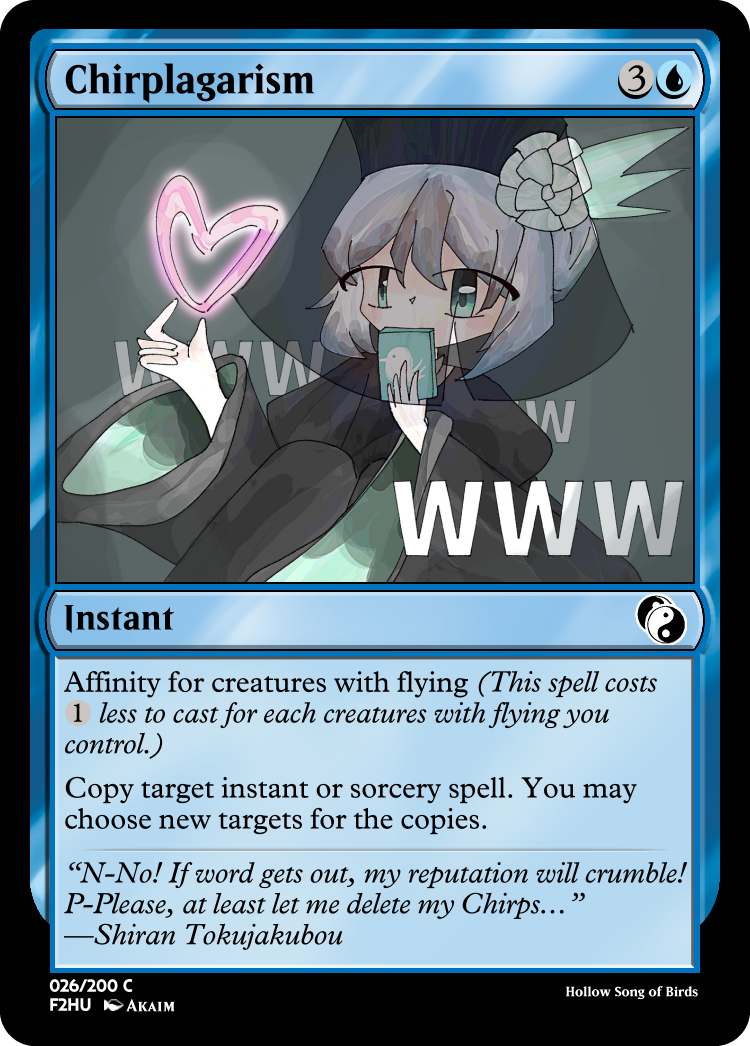 Chirplagarism 3
W W W
W
W W W
Instant
Affinity for creatures with flying (This spell costs
1 less to cast for each creatures with flying you
control.)
Copy target instant or sorcery spell. You may
choose new targets for the copies.
“N-No! If word gets out, my reputation will crumble!
P-Please, at least let me delete my Chirps…”
—Shiran Tokujakubou
026/200 C
F2HU AKAIM
Hollow Song of Birds